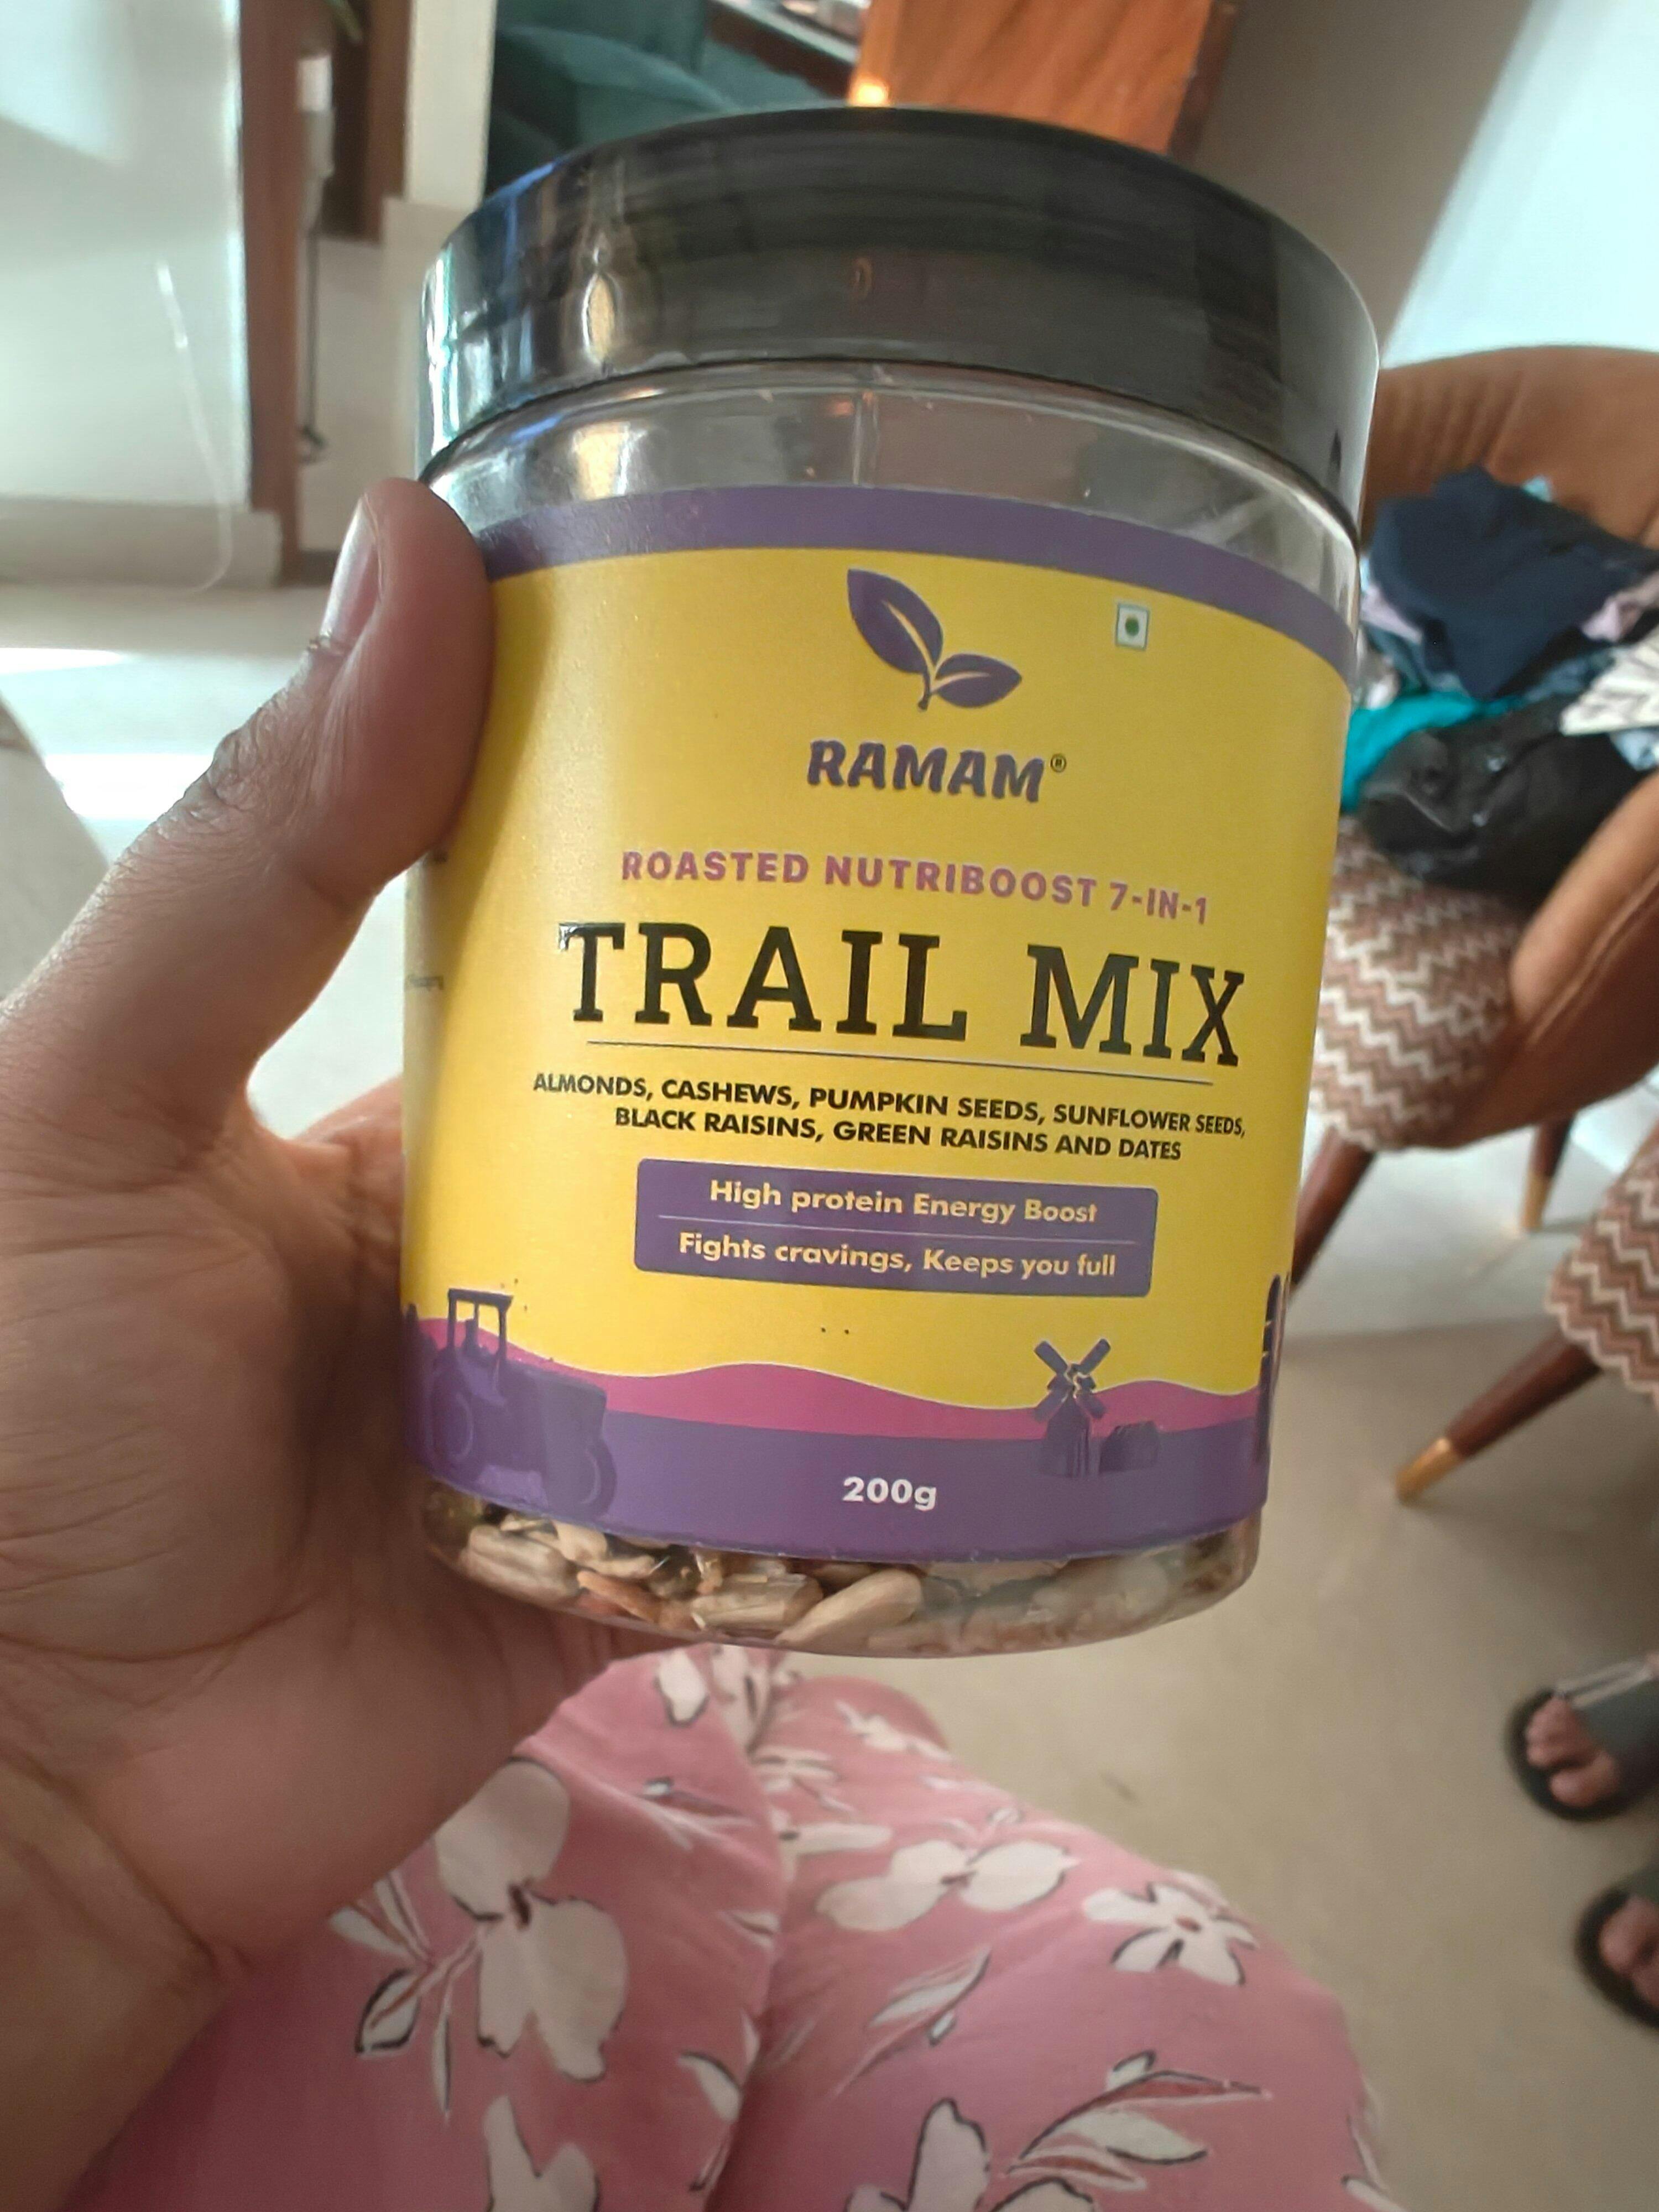 RAMAM®
ROASTED NUTRIBOOST 7-IN-1
TRAIL MIX
ALMONDS, CASHEWS, PUMPKIN SEEDS, SUNFLOWER SEEDS,
BLACK RAISINS, GREEN RAISINS AND DATES
High protein Energy Boost
Fights cravings, Keeps you full
200g